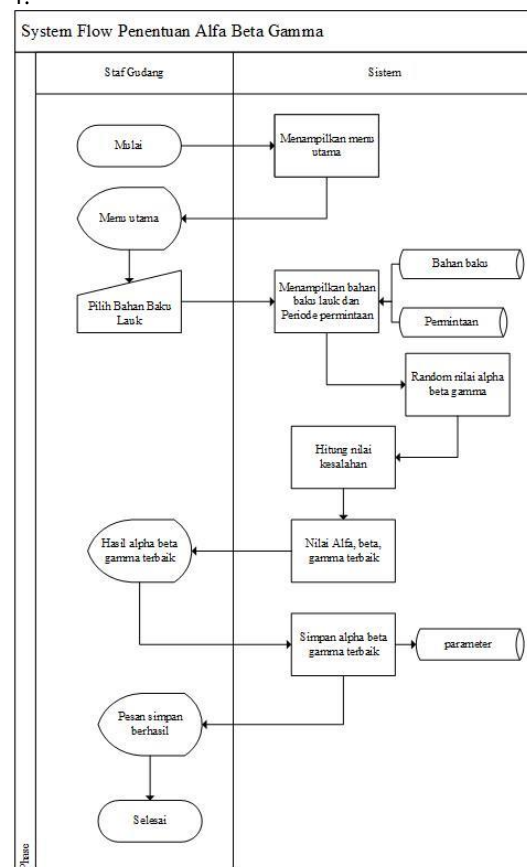 1.
System Flow Penentuan Alfa Beta Gamma
Staf Gudang
Sistem
Mulai
Menampilkan menu
utama
Menu utama
Pilih Bahan Baku
Lauk
Menampilkan bahan
baku lauk dan
Periode permintaan
Bahan baku
Permintaan
Random nilai alpha
beta gamma
Hitung nilai
kesalahan
Nilai Alfa, beta,
gamma terbaik
Hasil alpha beta
gamma terbaik
Simpan alpha beta
gamma terbaik
parameter
Pesan simpan
berhasil
Selesai
Phase